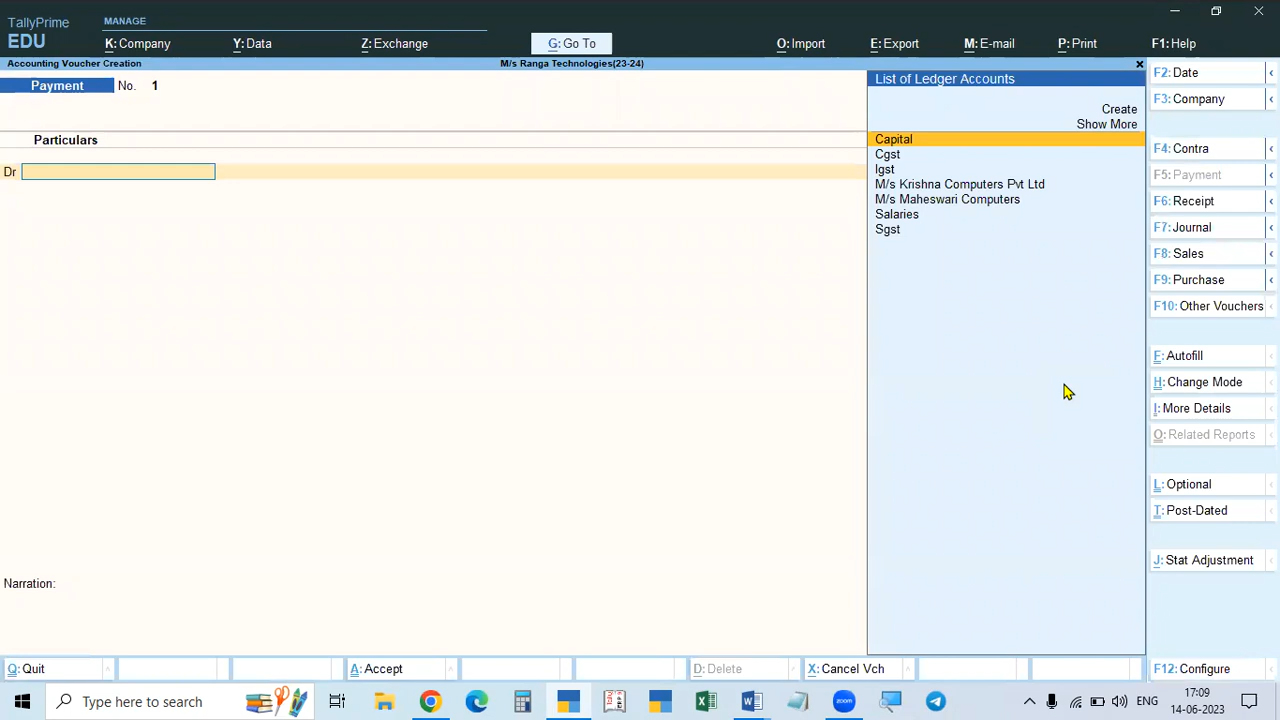 TallyPrime
EDU
MANAGE
K: Company
Y: Data
Z: Exchange
G: Go To
O: Import
E: Export
M: E-mail
P: Print
F1: Help
Accounting Voucher Creation
M/s Ranga Technologies(23-24)
Payment No. 1
Particulars
Dr
Narration:
List of Ledger Accounts
Create
Show More
Capital
Cgst
Igst
M/s Krishna Computers Pvt Ltd
M/s Maheswari Computers
Salaries
Sgst
F2: Date
F3: Company
F4: Contra
F5: Payment
F6: Receipt
F7: Journal
F8: Sales
F9: Purchase
F10: Other Vouchers
F: Autofill
H: Change Mode
I: More Details
O: Related Reports
L: Optional
T: Post-Dated
J: Stat Adjustment
Q: Quit
A: Accept
D: Delete
X: Cancel Vch
F12: Configure
Type here to search
zoom
ENG
17:09
14-06-2023